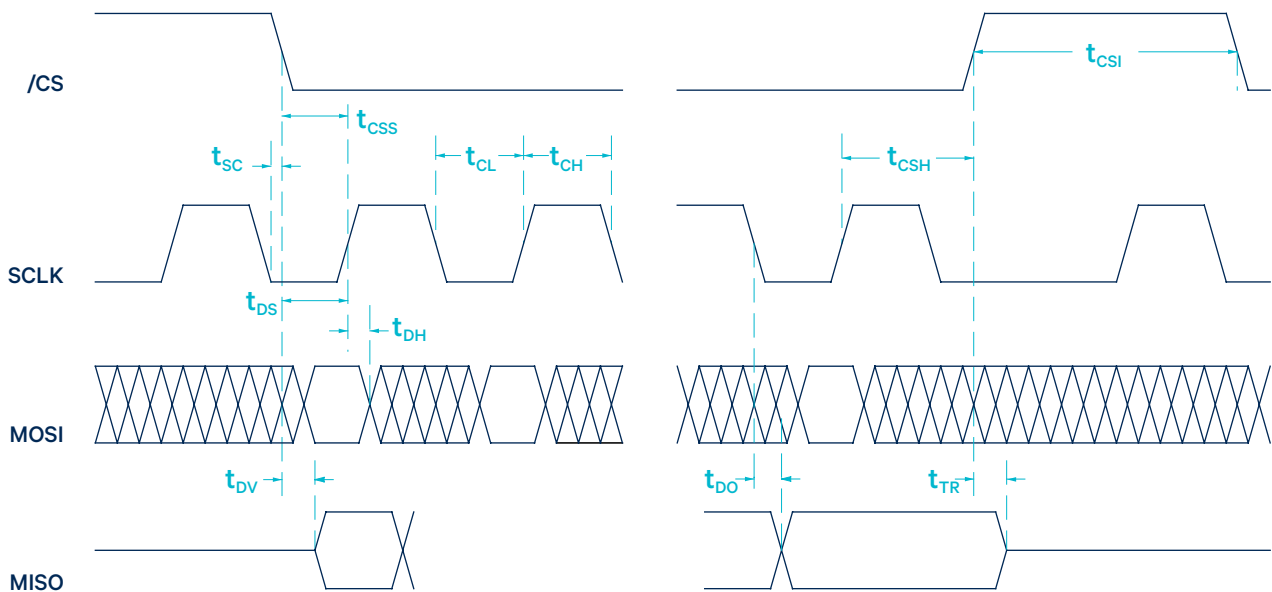 /CS
tCSI
tCSS
tSC
tCL
tCH
tCSH
SCLK
tDS
tDH
MOSI
tDV
tDO
tTR
MISO